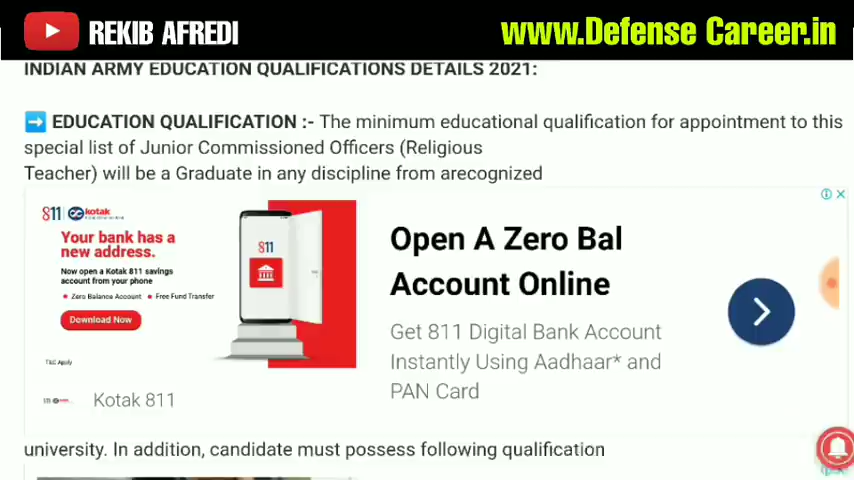 REKIB AFREDI
www.Defense Career.in
INDIAN ARMY EDUCATION QUALIFICATIONS DETAILS 2021:
➡️ EDUCATION QUALIFICATION :- The minimum educational qualification for appointment to this
special list of Junior Commissioned Officers (Religious
Teacher) will be a Graduate in any discipline from arecognized
811 kotak
Your bank has a
new address.
Now open a Kotak 811 savings
account from your phone
Zero Balance Account Free Fund Transfer
Download Now
T&C Apply
811
Open A Zero Bal
Account Online
Get 811 Digital Bank Account
Instantly Using Aadhaar* and
PAN Card
Kotak 811
university. In addition, candidate must possess following qualification